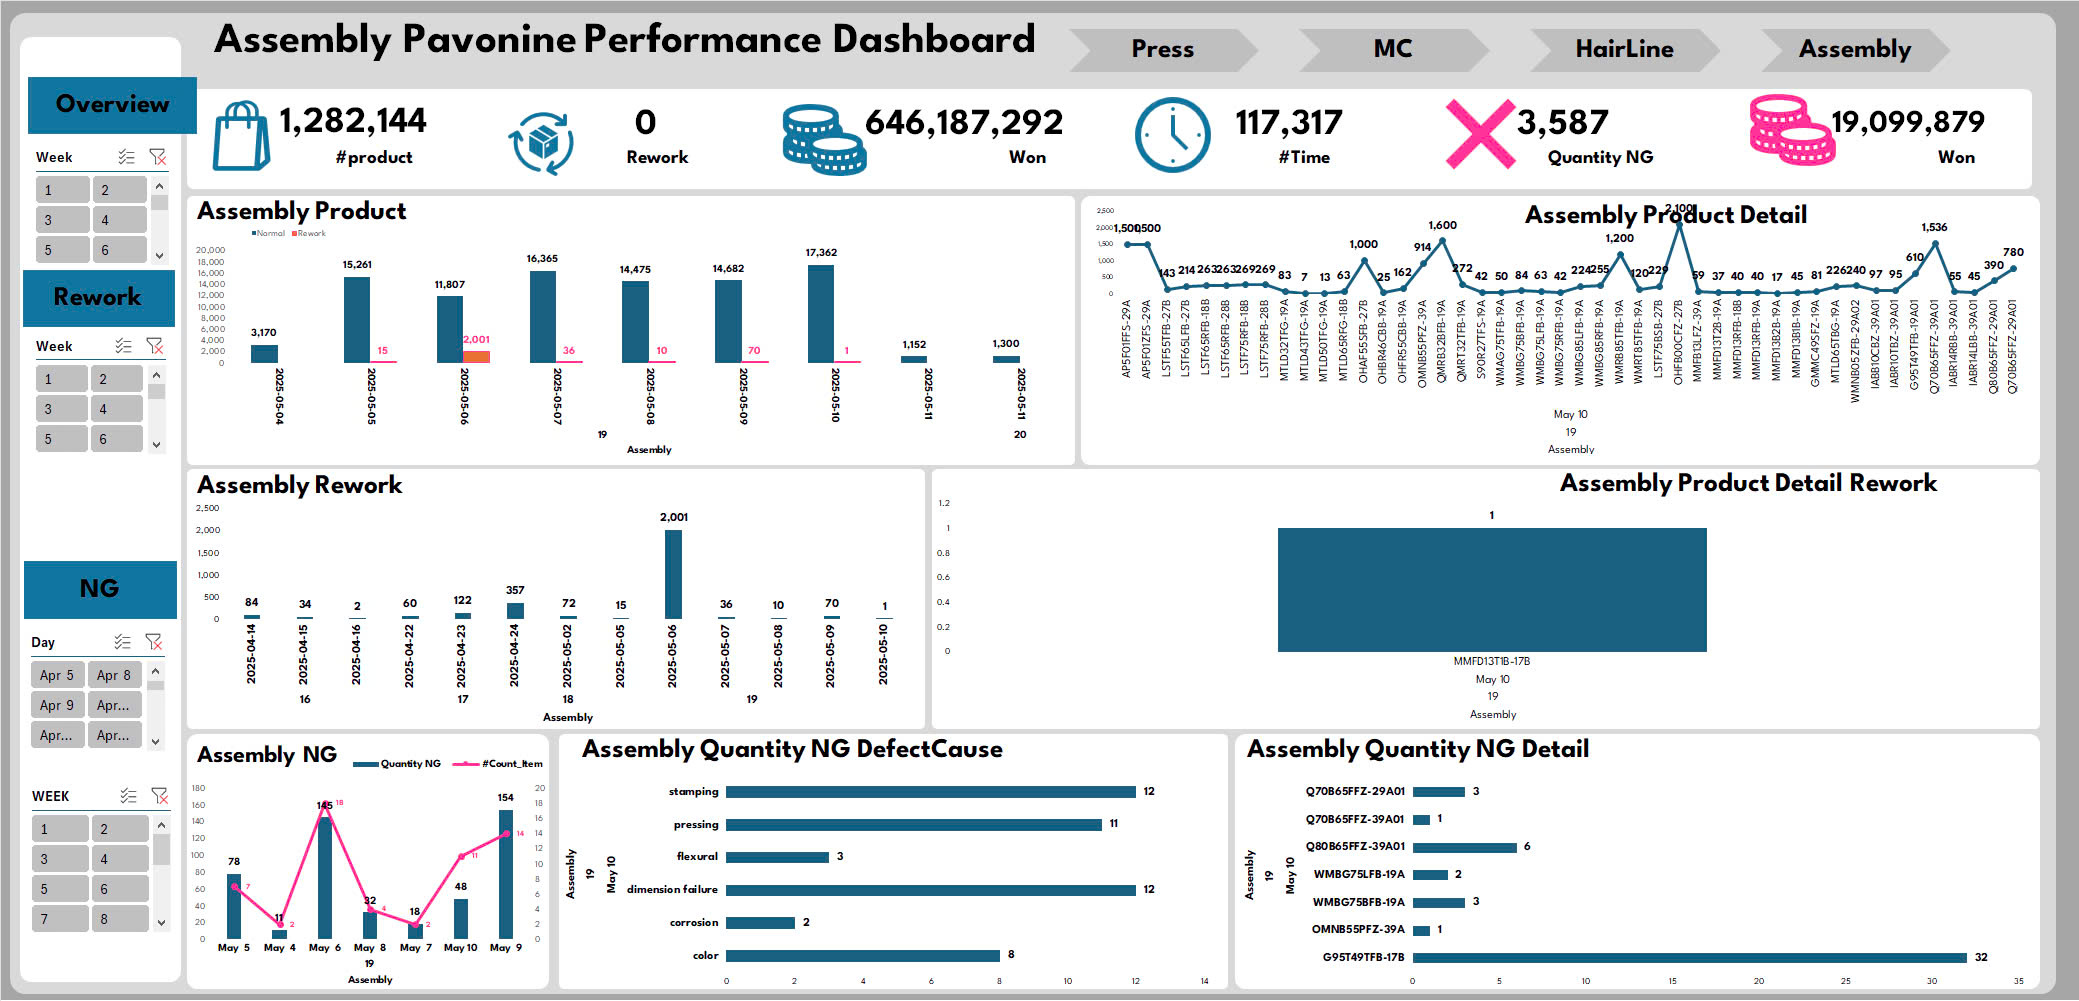 Assembly Pavonine Performance Dashboard
Press
MC
HairLine
Assembly
Overview
Week
1
2
3
4
5
6
Rework
Week
1
2
3
4
5
6
NG
Day
Apr 5
Apr 8
Apr 9
Apr...
Apr...
Apr...
WEEK
1
2
3
4
5
6
7
8
1,282,144
#product
0
Rework
646,187,292
Won
117,317
#Time
3,587
Quantity NG
19,099,879
Won
Assembly Product
Normal Rework
20,000
18,000
16,000
14,000
12,000
10,000
8,000
6,000
4,000
2,000
0
3,170
15,261
15
11,807
2,001
16,365
36
14,475
10
14,682
70
17,362
1
1,152
1,300
2025-05-04
2025-05-05
2025-05-06
2025-05-07
2025-05-08
2025-05-09
2025-05-10
2025-05-11
2025-05-11
19
20
Assembly
Assembly Product Detail
2,500
2,000
1,500
1,000
500
0
1,500
1,500
143
214
263
263
269
269
83
7
13
63
1,000
25
162
914
1,600
272
42
50
84
63
42
224
255
1,200
120
229
2,100
59
37
40
40
17
45
81
226
240
97
95
610
1,536
55
45
390
780
AP5F01FFS-29A
AP5F01ZFS-29A
LSTF55TFB-27B
LSTF65LFB-27B
LSTF65RFB-18B
LSTF65RFB-28B
LSTF75RFB-18B
LSTF75RFB-28B
MTLD32TFG-19A
MTLD43TFG-19A
MTLD50TFG-19A
MTLD65RFG-18B
OHAF55SFB-27B
OHBR46CBB-19A
OHFR55CBB-19A
OMNB55PFZ-39A
QMRB32BFB-19A
QMRT32TFB-19A
S90R27TFS-19A
WMAG75TFB-19A
WMBG75BFB-19A
WMBG75LFB-19A
WMBG75RFB-19A
WMBG85LFB-19A
WMBG85RFB-19A
WMRB85TFB-19A
WMRT85TFB-19A
LSTF75BSB-27B
OHFB00CFZ-27B
MMFB13LFZ-39A
MMFD13T2B-19A
MMFD13RFB-18B
MMFD13RFB-19A
MMFD13B2B-19A
MMFD13B1B-19A
GMMC49SFZ-19A
MTLD65TBG-19A
WMNB05ZFB-29A02
IABB10CBZ-39A01
IABR10TBZ-39A01
G95T49TFB-19A01
Q70B65FFZ-39A01
IABR14RBB-39A01
IABR14LBB-39A01
Q80B65FFZ-29A01
Q70B65FFZ-29A01
May 10
19
Assembly
Assembly Rework
2,500
2,000
1,500
1,000
500
0
84
34
2
60
122
357
72
15
2,001
36
10
70
1
2025-04-14
2025-04-15
2025-04-16
2025-04-22
2025-04-23
2025-04-24
2025-05-02
2025-05-05
2025-05-06
2025-05-07
2025-05-08
2025-05-09
2025-05-10
16
17
18
19
Assembly
Assembly Product Detail Rework
1.2
1
0.8
0.6
0.4
0.2
0
1
MMFD13T1B-17B
May 10
19
Assembly
Assembly NG
Quantity NG #Count_Item
180
160
140
120
100
80
60
40
20
0
20
18
16
14
12
10
8
6
4
2
0
78
7
11
2
145
18
32
4
18
2
48
11
154
14
May 5
May 4
May 6
May 8
May 7
May 10
May 9
19
Assembly
Assembly Quantity NG DefectCause
Assembly
19
May 10
stamping 12
pressing 11
flexural 3
dimension failure 12
corrosion 2
color 8
0 2 4 6 8 10 12 14
Assembly Quantity NG Detail
Assembly
19
May 10
Q70B65FFZ-29A01 3
Q70B65FFZ-39A01 1
Q80B65FFZ-39A01 6
WMBG75LFB-19A 2
WMBG75BFB-19A 3
OMNB55PFZ-39A 1
G95T49TFB-17B 32
0 5 10 15 20 25 30 35